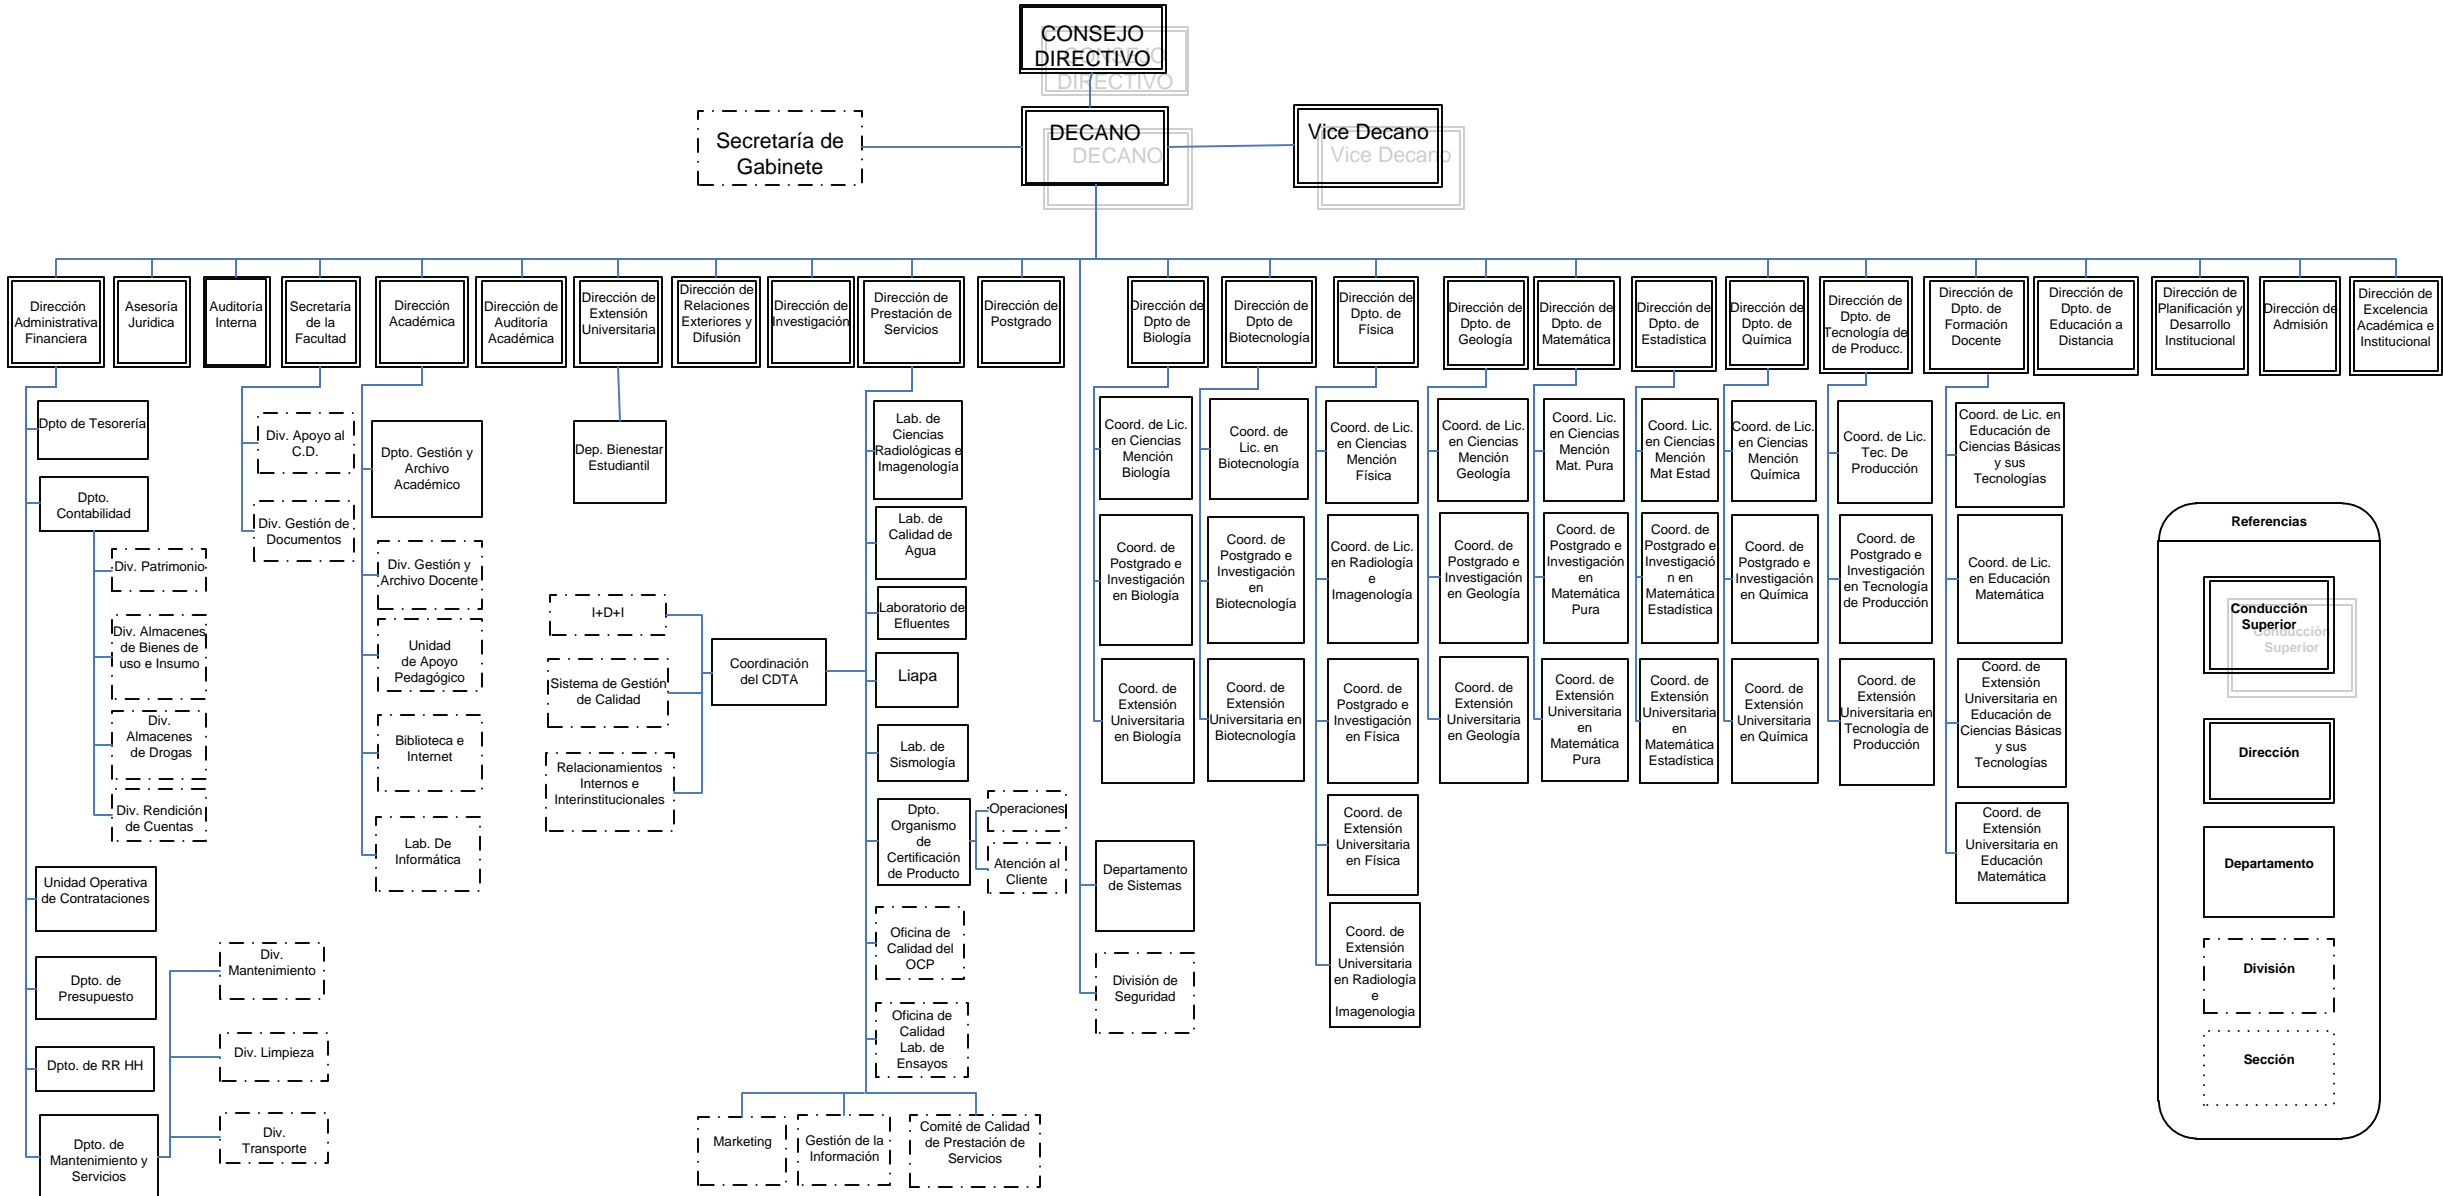 CONSEJO
DIRECTIVO
CONSEJO
DIRECTIVO
Secretaría de
Gabinete
DECANO
DECANO
Vice Decano
Vice Decano
Dirección
Administrativa
Financiera
Asesoría
Juridica
Auditoría
Interna
Secretaría
de la
Facultad
Dirección
Académica
Dirección de
Auditoría
Académica
Dirección de
Extensión
Universitaria
Dirección de
Relaciones
Exteriores y
Difusión
Dirección de
Investigación
Dirección de
Prestación de
Servicios
Dirección de
Postgrado
Dirección de
Dpto de
Biología
Dirección de
Dpto de
Biotecnología
Dirección de
Dpto. de
Física
Dirección de
Dpto. de
Geología
Dirección de
Dpto. de
Matemática
Dirección de
Dpto. de
Estadística
Dirección de
Dpto. de
Química
Dirección de
Dpto. de
Tecnología de
de Producc.
Dirección de
Dpto. de
Formación
Docente
Dirección de
Dpto. de
Educación a
Distancia
Dirección de
Planificación y
Desarrollo
Institucional
Dirección de
Admisión
Dirección de
Excelencia
Académica e
Institucional
Dpto de Tesorería
Dpto.
Contabilidad
Div. Patrimonio
Div. Almacenes
de Bienes de
uso e Insumo
Div.
Almacenes
de Drogas
Div. Rendición
de Cuentas
Unidad Operativa
de Contrataciones
Dpto. de
Presupuesto
Dpto. de RR HH
Dpto. de
Mantenimiento y
Servicios
Div.
Mantenimiento
Div. Limpieza
Div.
Transporte
Div. Apoyo al
C.D.
Div. Gestión de
Documentos
Dpto. Gestión y
Archivo
Académico
Div. Gestión y
Archivo Docente
Unidad
de Apoyo
Pedagógico
Biblioteca e
Internet
Lab. De
Informática
Dep. Bienestar
Estudiantil
I+D+I
Sistema de Gestión
de Calidad
Relacionamientos
Internos e
Interinstitucionales
Coordinación
del CDTA
Lab. de
Ciencias
Radiológicas e
Imagenología
Lab. de
Calidad de
Agua
Laboratorio de
Efluentes
Liapa
Lab. de
Sismología
Dpto.
Organismo
de
Certificación
de Producto
Operaciones
Atención al
Cliente
Oficina de
Calidad del
OCP
Oficina de
Calidad
Lab. de
Ensayos
Marketing
Gestión de la
Información
Comité de Calidad
de Prestación de
Servicios
Departamento
de Sistemas
División de
Seguridad
Coord. de Lic.
en Ciencias
Mención
Biología
Coord. de
Postgrado e
Investigación
en Biología
Coord. de
Extensión
Universitaria
en Biología
Coord. de
Lic. en
Biotecnología
Coord. de
Postgrado e
Investigación
en
Biotecnología
Coord. de
Extensión
Universitaria en
Biotecnología
Coord. de Lic.
en Ciencias
Mención
Física
Coord. de Lic.
en Radiología
e
Imagenología
Coord. de
Postgrado e
Investigación
en Física
Coord. de
Extensión
Universitaria
en Física
Coord. de
Extensión
Universitaria
en Radiología
e
Imagenologia
Coord. de Lic.
en Ciencias
Mención
Geología
Coord. de
Postgrado e
Investigación
en Geología
Coord. de
Extensión
Universitaria
en Geología
Coord. Lic.
en Ciencias
Mención
Mat. Pura
Coord. de
Postgrado e
Investigación
en
Matemática
Pura
Coord. de
Extensión
Universitaria
en
Matemática
Pura
Coord. Lic.
en Ciencias
Mención
Mat Estad
Coord. de
Postgrado e
Investigació
n en
Matemática
Estadística
Coord. de
Extensión
Universitaria
en
Matemática
Estadística
Coord. de Lic.
en Ciencias
Mención
Química
Coord. de
Postgrado e
Investigación
en Química
Coord. de
Extensión
Universitaria
en Química
Coord. de Lic.
Tec. De
Producción
Coord. de
Postgrado e
Investigación
en Tecnología
de Producción
Coord. de
Extensión
Universitaria en
Tecnología de
Producción
Coord. de Lic. en
Educación de
Ciencias Básicas
y sus
Tecnologías
Coord. de Lic.
en Educación
Matemática
Coord. de
Extensión
Universitaria en
Educación de
Ciencias Básicas
y sus
Tecnologías
Coord. de
Extensión
Universitaria en
Educación
Matemática
Referencias
Conducción
Superior
Conducción
Superior
Dirección
Departamento
División
Sección